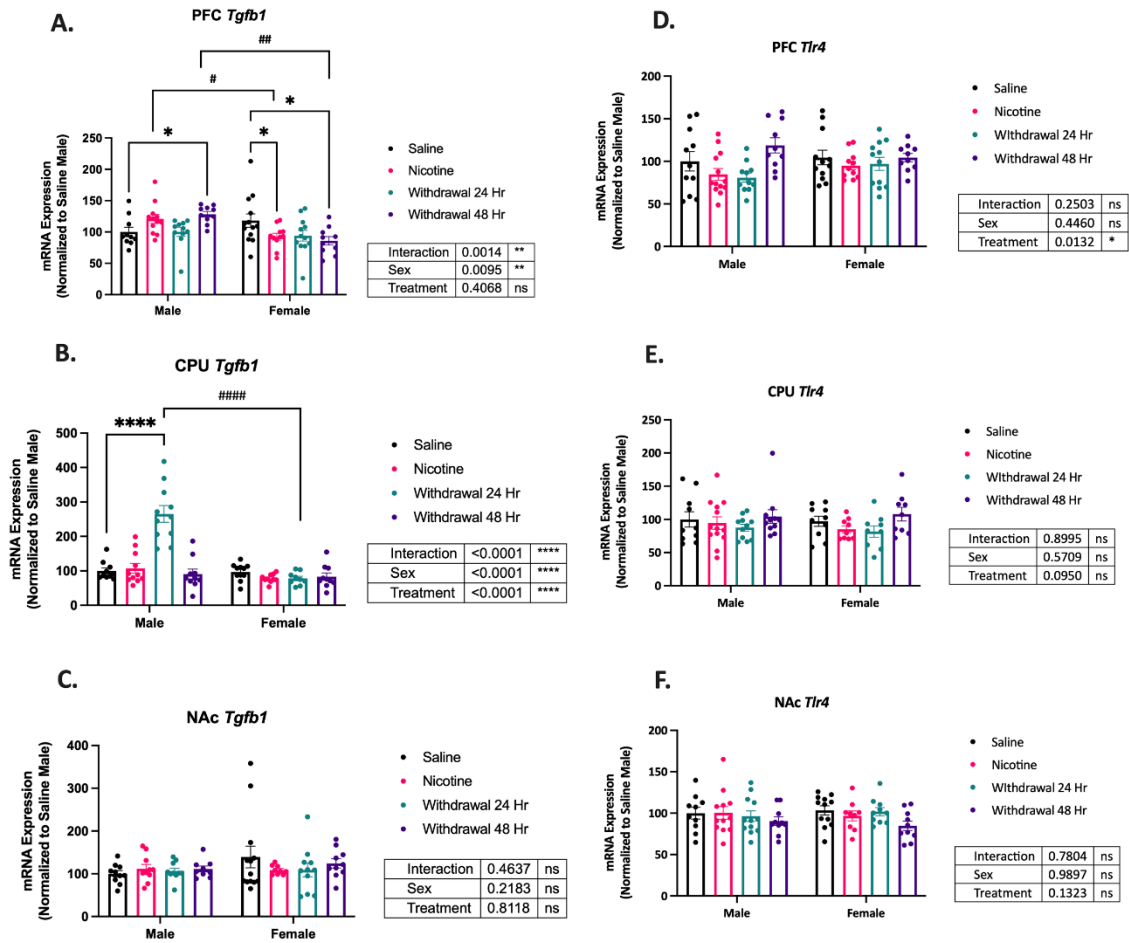 A.
PFC Tgfb1
##
#
*
*
*
mRNA Expression
(Normalized to Saline Male)
250
200
150
100
50
0
Male
Female
Saline
Nicotine
Withdrawal 24 Hr
Withdrawal 48 Hr
Interaction 0.0014 **
Sex 0.0095 **
Treatment 0.4068 ns
B.
CPU Tgfb1
####
****
mRNA Expression
(Normalized to Saline Male)
500
400
300
200
100
0
Male
Female
Saline
Nicotine
Withdrawal 24 Hr
Withdrawal 48 Hr
Interaction <0.0001 ****
Sex <0.0001 ****
Treatment <0.0001 ****
C.
NAc Tgfb1
mRNA Expression
(Normalized to Saline Male)
400
300
200
100
0
Male
Female
Saline
Nicotine
Withdrawal 24 Hr
Withdrawal 48 Hr
Interaction 0.4637 ns
Sex 0.2183 ns
Treatment 0.8118 ns
D.
PFC Tlr4
mRNA Expression
(Normalized to Saline Male)
200
150
100
50
0
Male
Female
Saline
Nicotine
WIthdrawal 24 Hr
Withdrawal 48 Hr
Interaction 0.2503 ns
Sex 0.4460 ns
Treatment 0.0132 *
E.
CPU Tlr4
mRNA Expression
(Normalized to Saline Male)
250
200
150
100
50
0
Male
Female
Saline
Nicotine
WIthdrawal 24 Hr
Withdrawal 48 Hr
Interaction 0.8995 ns
Sex 0.5709 ns
Treatment 0.0950 ns
F.
NAc Tlr4
mRNA Expression
(Normalized to Saline Male)
200
150
100
50
0
Male
Female
Saline
Nicotine
WIthdrawal 24 Hr
Withdrawal 48 Hr
Interaction 0.7804 ns
Sex 0.9897 ns
Treatment 0.1323 ns